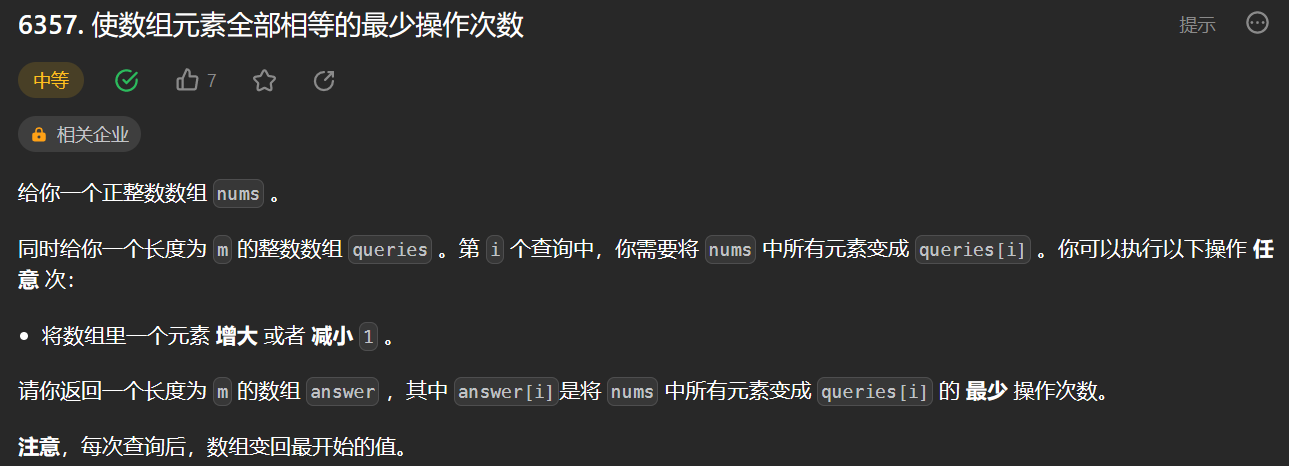 6357. 使数组元素全部相等的最少操作次数
提示
中等
7
相关企业
给你一个正整数数组 nums 。
同时给你一个长度为 m 的整数数组 queries 。第 i 个查询中，你需要将 nums 中所有元素变成 queries[i] 。你可以执行以下操作 任
意 次：
• 将数组里一个元素 增大 或者 减小 1 。
请你返回一个长度为 m 的数组 answer ，其中 answer[i]是将 nums 中所有元素变成 queries[i] 的 最少 操作次数。
注意，每次查询后，数组变回最开始的值。